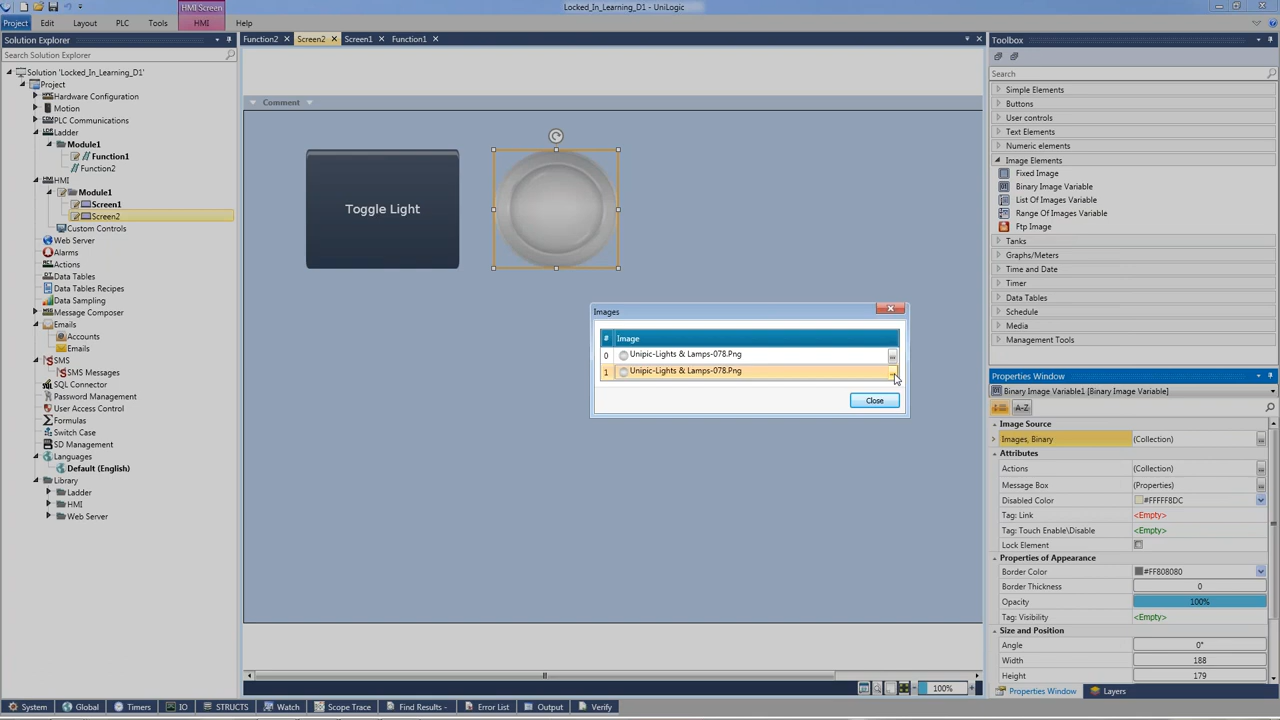 HMI Screen
Locked_In_Learning_D1 - UniLogic
Project
Edit
Layout
PLC
Tools
HMI
Help
Solution Explorer
Search Solution Explorer
Solution 'Locked_In_Learning_D1'
Project
Hardware Configuration
Motion
PLC Communications
Ladder
Module1
Function1
Function2
HMI
Module1
Screen1
Screen2
Custom Controls
Web Server
Alarms
Actions
Data Tables
Data Tables Recipes
Data Sampling
Message Composer
Emails
Accounts
Emails
SMS
SMS Messages
SQL Connector
Password Management
User Access Control
Formulas
Switch Case
SD Management
Languages
Default (English)
Library
Ladder
HMI
Web Server
Function2
Screen2
Screen1
Function1
Comment
Toggle Light
Images
# Image
0 Unipic-Lights & Lamps-078.Png
1 Unipic-Lights & Lamps-078.Png
Close
100%
Toolbox
Search
Simple Elements
Buttons
User controls
Text Elements
Numeric elements
Image Elements
Fixed Image
Binary Image Variable
List Of Images Variable
Range Of Images Variable
Ftp Image
Tanks
Graphs/Meters
Time and Date
Timer
Data Tables
Schedule
Media
Management Tools
Properties Window
Binary Image Variable1 [Binary Image Variable]
A-Z
Image Source
Images, Binary (Collection)
Attributes
Actions (Collection)
Message Box (Properties)
Disabled Color #FFFFF8DC
Tag: Link <Empty>
Tag: Touch Enable\Disable <Empty>
Lock Element
Properties of Appearance
Border Color #FF808080
Border Thickness 0
Opacity 100%
Tag: Visibility <Empty>
Size and Position
Angle 0°
Width 188
Height 179
Properties Window
Layers
System
Global
Timers
IO
STRUCTS
Watch
Scope Trace
Find Results -
Error List
Output
Verify